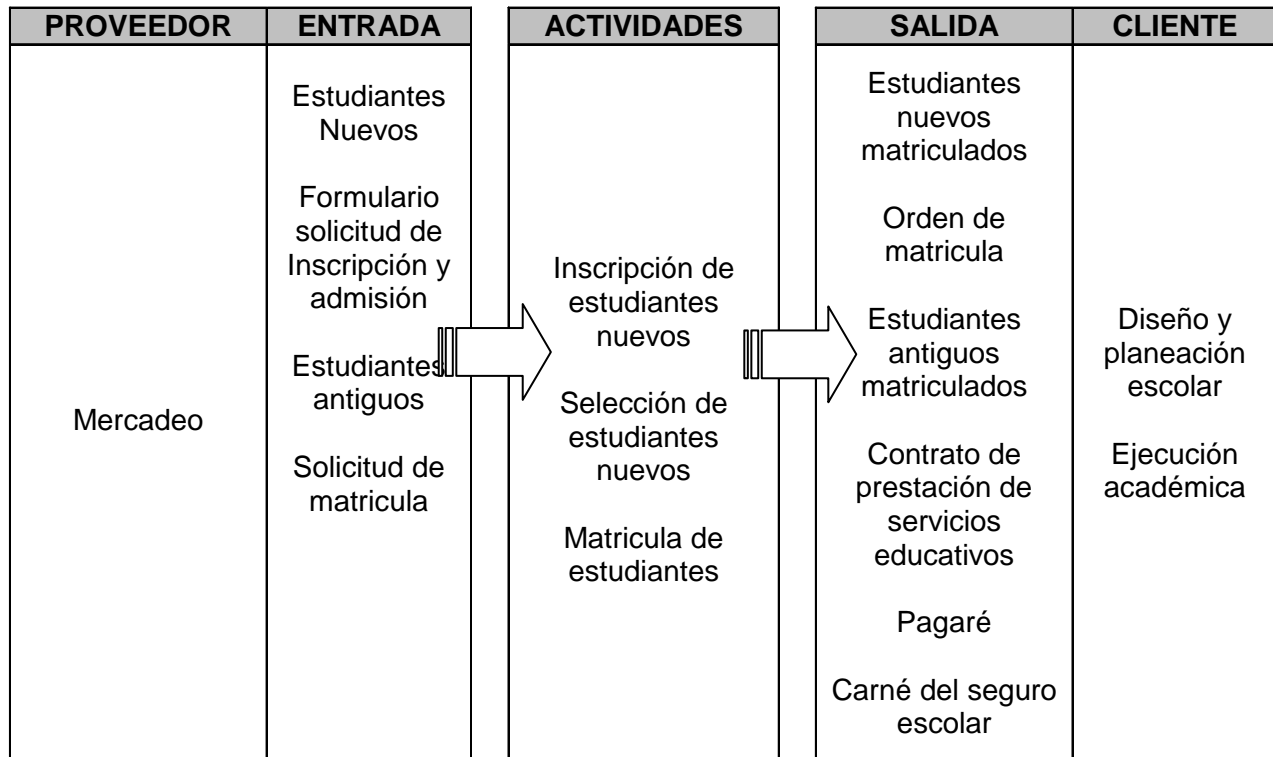 PROVEEDOR
ENTRADA
ACTIVIDADES
SALIDA
CLIENTE
Mercadeo
Estudiantes
Nuevos
Formulario
solicitud de
Inscripción y
admisión
Estudiantes
antiguos
Solicitud de
matricula
Inscripción de
estudiantes
nuevos
Selección de
estudiantes
nuevos
Matricula de
estudiantes
Estudiantes
nuevos
matriculados
Orden de
matricula
Estudiantes
antiguos
matriculados
Contrato de
prestación de
servicios
educativos
Pagaré
Carné del seguro
escolar
Diseño y
planeación
escolar
Ejecución
académica